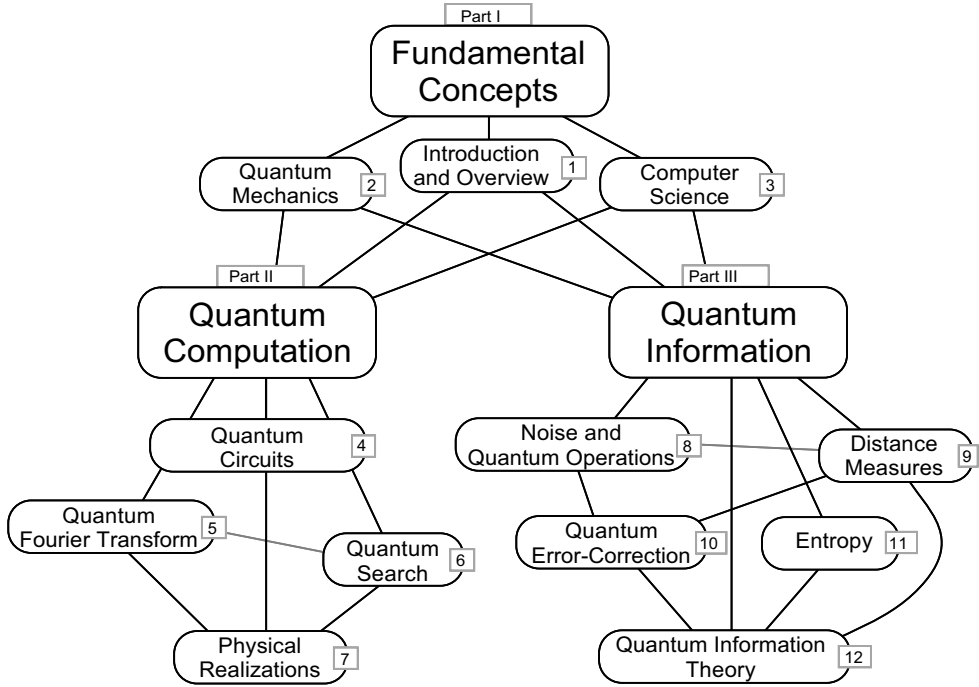 Part I
Fundamental
Concepts
Introduction
and Overview
1
Quantum
Mechanics
2
Computer
Science
3
Part II
Quantum
Computation
Part III
Quantum
Information
Quantum
Circuits
4
Noise and
Quantum Operations
8
Distance
Measures
9
Quantum
Fourier Transform
5
Quantum
Search
6
Quantum
Error-Correction
10
Entropy
11
Physical
Realizations
7
Quantum Information
Theory
12